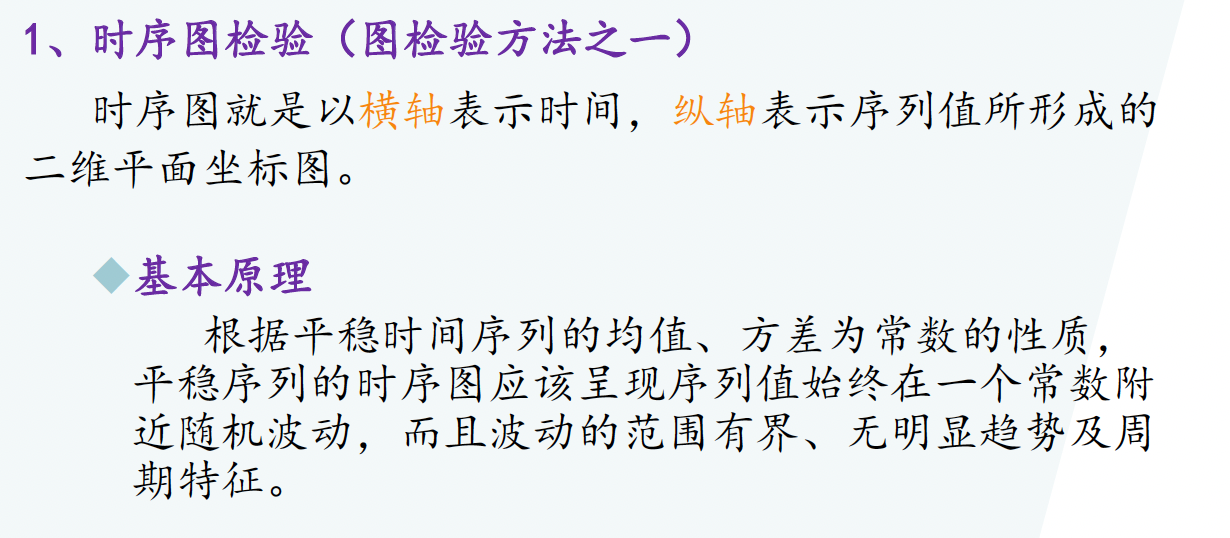 1、时序图检验（图检验方法之一）
时序图就是以横轴表示时间，纵轴表示序列值所形成的
二维平面坐标图。
基本原理
根据平稳时间序列的均值、方差为常数的性质，
平稳序列的时序图应该呈现序列值始终在一个常数附
近随机波动，而且波动的范围有界、无明显趋势及周
期特征。